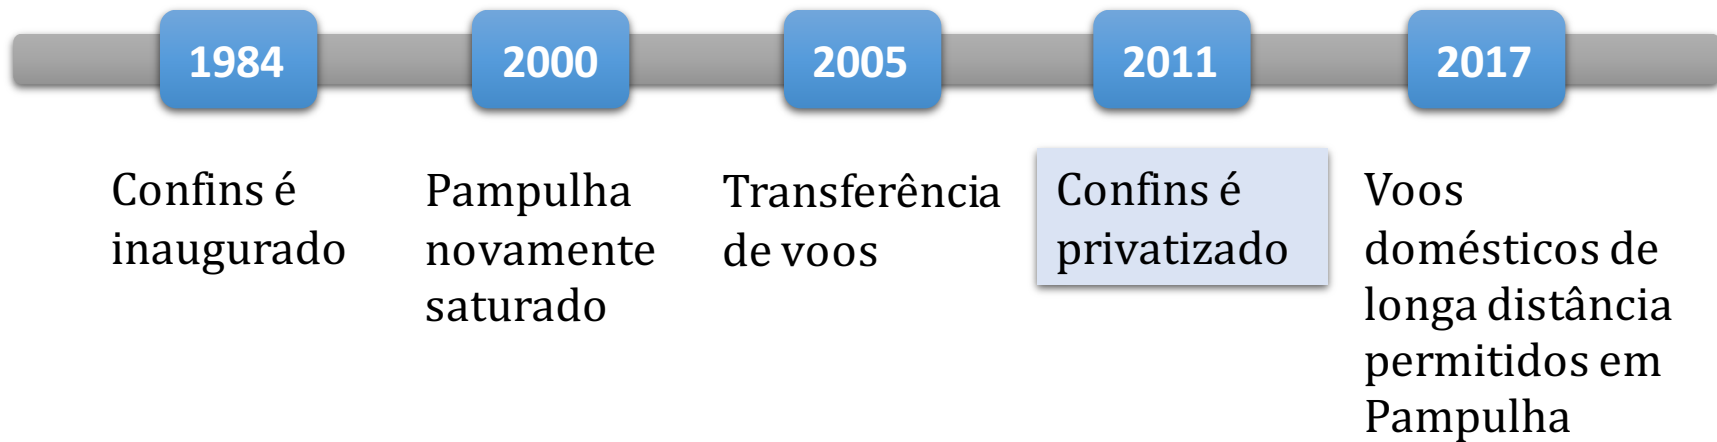 1984
2000
2005
2011
2017
Confins é
inaugurado
Pampulha
novamente
saturado
Transferência
de voos
Confins é
privatizado
Voos
domésticos de
longa distância
permitidos em
Pampulha